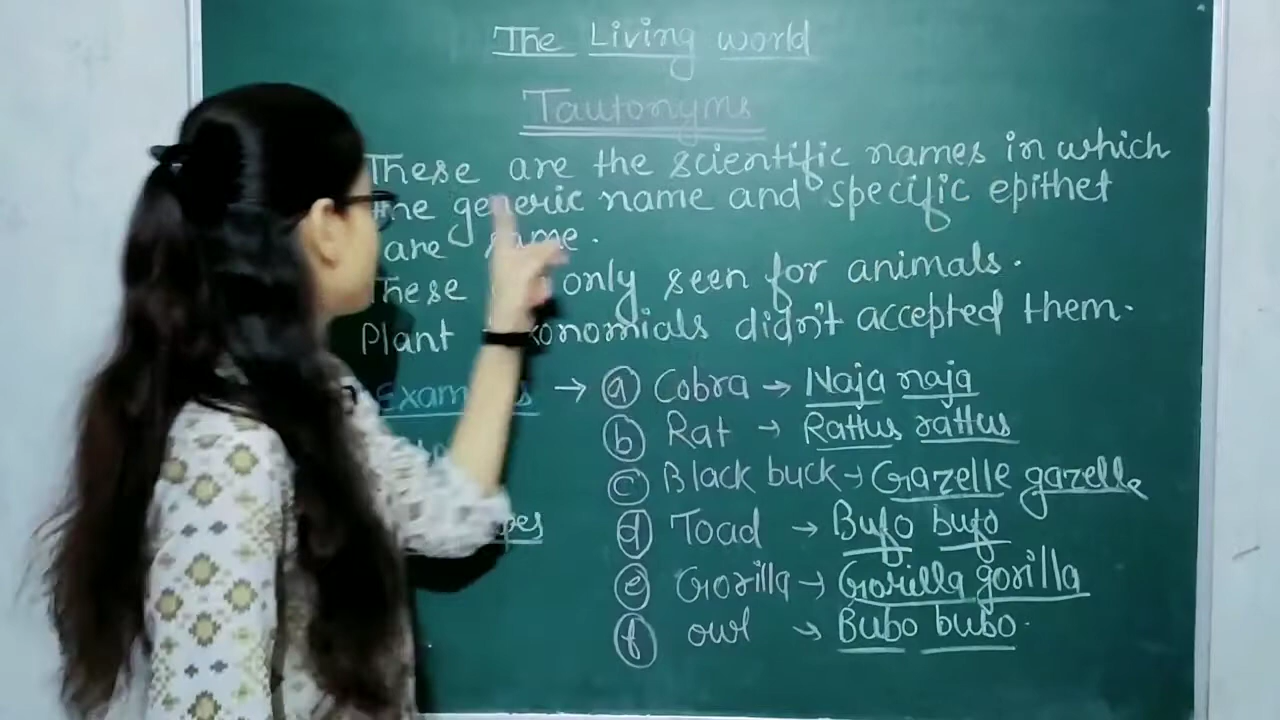 The Living world
Tautonyms
These are the scientific names in which
the generic name and specific epithet
are same.
These only seen for animals.
Plant didn't accepted them.
→ (a) Cobra → Naja naja
(b) Rat → Rattus rattus
(c) Black buck → Gazelle gazelle
(d) Toad → Bufo bufo
(e) Gorilla → Gorilla gorilla
(f) owl → Bubo bubo.